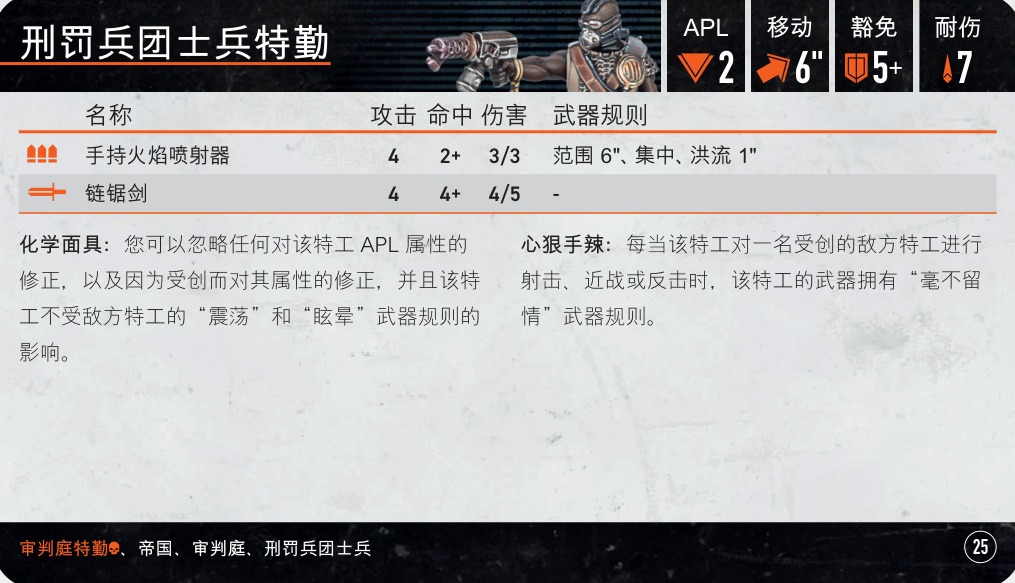 刑罚兵团士兵特勤
APL 移动 豁免 耐伤
2 6" 5+ 7
名称 攻击 命中 伤害 武器规则
手持火焰喷射器 4 2+ 3/3 范围 6"、集中、洪流 1"
链锯剑 4 4+ 4/5 -
化学面具：您可以忽略任何对该特工 APL 属性的
修正，以及因为受创而对其属性的修正，并且该特
工不受敌方特工的“震荡”和“眩晕”武器规则的
影响。
心狠手辣：每当该特工对一名受创的敌方特工进行
射击、近战或反击时，该特工的武器拥有“毫不留
情”武器规则。
审判庭特勤、帝国、审判庭、刑罚兵团士兵
25